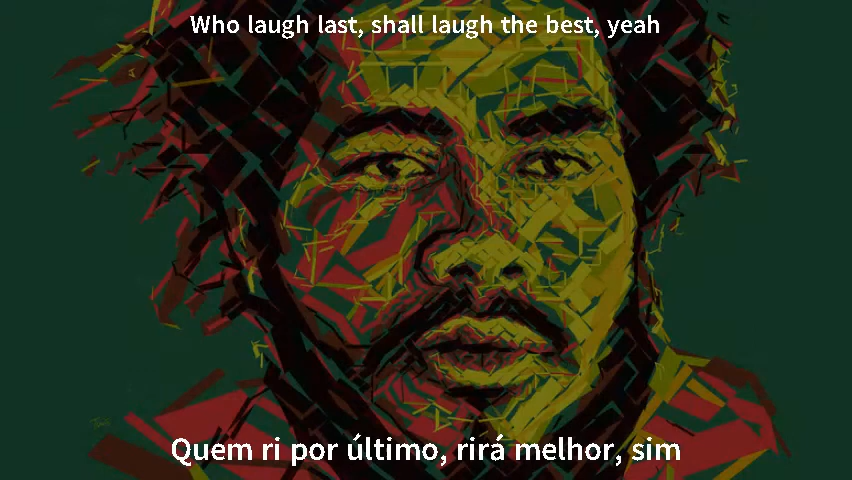 Who laugh last, shall laugh the best, yeah
Quem ri por último, rirá melhor, sim